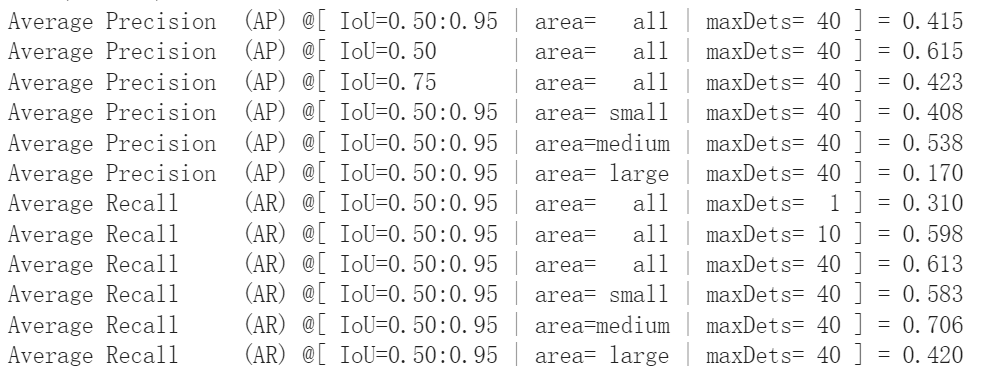 Average Precision  (AP) @[ IoU=0.50:0.95 | area=   all | maxDets= 40 ] = 0.415
Average Precision  (AP) @[ IoU=0.50      | area=   all | maxDets= 40 ] = 0.615
Average Precision  (AP) @[ IoU=0.75      | area=   all | maxDets= 40 ] = 0.423
Average Precision  (AP) @[ IoU=0.50:0.95 | area= small | maxDets= 40 ] = 0.408
Average Precision  (AP) @[ IoU=0.50:0.95 | area=medium | maxDets= 40 ] = 0.538
Average Precision  (AP) @[ IoU=0.50:0.95 | area= large | maxDets= 40 ] = 0.170
Average Recall     (AR) @[ IoU=0.50:0.95 | area=   all | maxDets=  1 ] = 0.310
Average Recall     (AR) @[ IoU=0.50:0.95 | area=   all | maxDets= 10 ] = 0.598
Average Recall     (AR) @[ IoU=0.50:0.95 | area=   all | maxDets= 40 ] = 0.613
Average Recall     (AR) @[ IoU=0.50:0.95 | area= small | maxDets= 40 ] = 0.583
Average Recall     (AR) @[ IoU=0.50:0.95 | area=medium | maxDets= 40 ] = 0.706
Average Recall     (AR) @[ IoU=0.50:0.95 | area= large | maxDets= 40 ] = 0.420